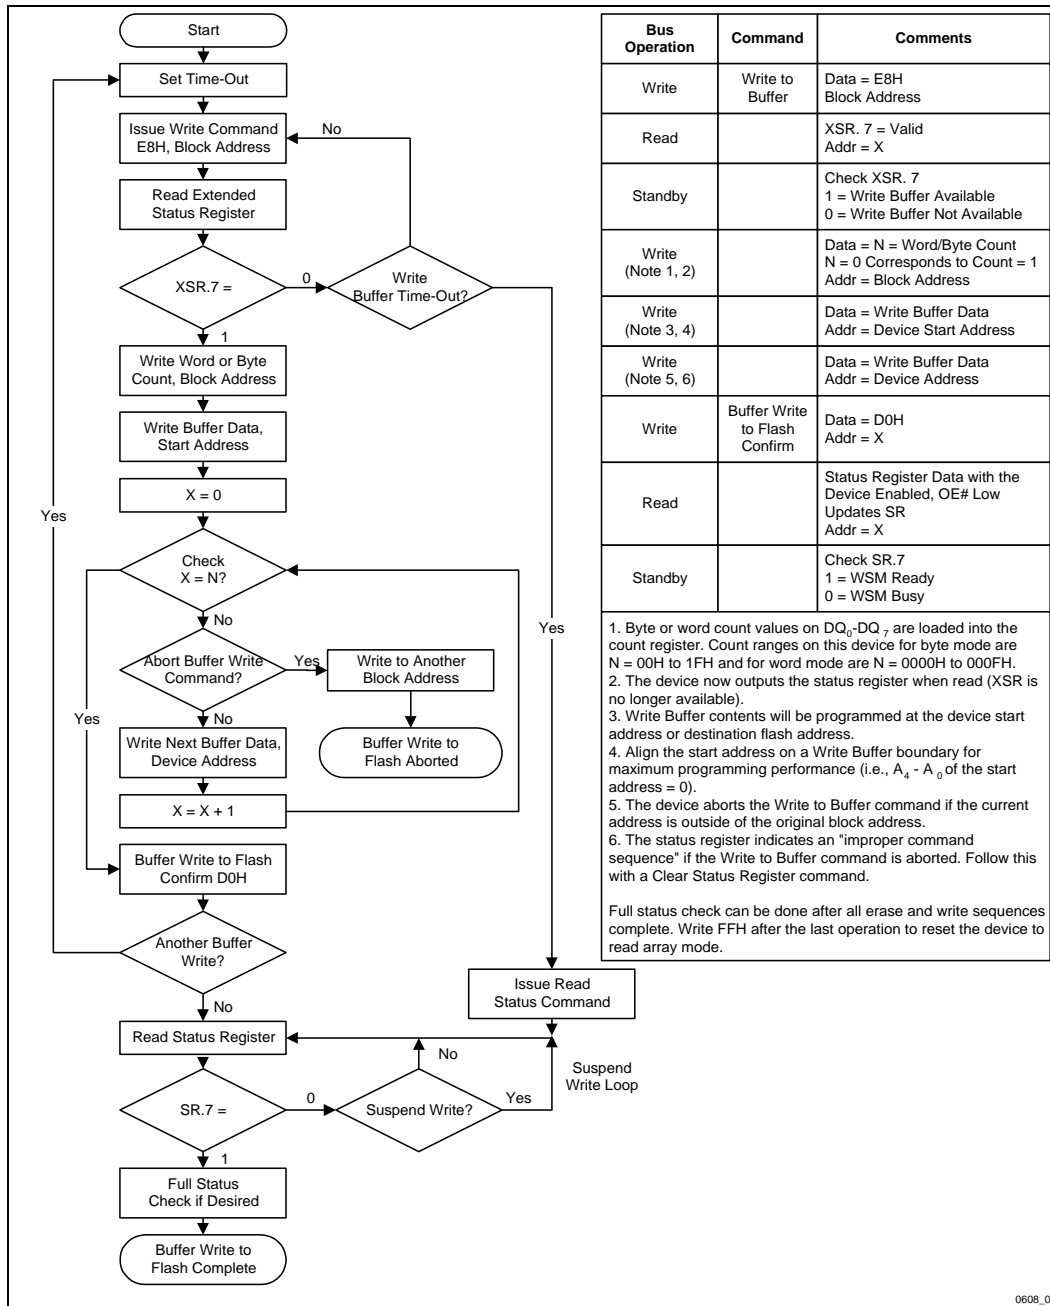 Start
Set Time-Out
Issue Write Command
E8H, Block Address
No
Read Extended
Status Register
XSR.7 =
0
Write
Buffer Time-Out?
1
Write Word or Byte
Count, Block Address
Write Buffer Data,
Start Address
X = 0
Yes
Check
X = N?
No
Yes
Abort Buffer Write
Command?
Yes
Write to Another
Block Address
Yes
No
Buffer Write to
Flash Aborted
Write Next Buffer Data,
Device Address
X = X + 1
Buffer Write to Flash
Confirm D0H
Another Buffer
Write?
Issue Read
Status Command
No
Read Status Register
No
Suspend
Write Loop
SR.7 =
0
Suspend Write?
Yes
1
Full Status
Check if Desired
Buffer Write to
Flash Complete
Bus
Operation
Command
Comments
Write
Write to
Buffer
Data = E8H
Block Address
Read
XSR. 7 = Valid
Addr = X
Standby
Check XSR. 7
1 = Write Buffer Available
0 = Write Buffer Not Available
Write
(Note 1, 2)
Data = N = Word/Byte Count
N = 0 Corresponds to Count = 1
Addr = Block Address
Write
(Note 3, 4)
Data = Write Buffer Data
Addr = Device Start Address
Write
(Note 5, 6)
Data = Write Buffer Data
Addr = Device Address
Write
Buffer Write
to Flash
Confirm
Data = D0H
Addr = X
Read
Status Register Data with the
Device Enabled, OE# Low
Updates SR
Addr = X
Standby
Check SR.7
1 = WSM Ready
0 = WSM Busy
1. Byte or word count values on DQ0-DQ 7 are loaded into the
count register. Count ranges on this device for byte mode are
N = 00H to 1FH and for word mode are N = 0000H to 000FH.
2. The device now outputs the status register when read (XSR is
no longer available).
3. Write Buffer contents will be programmed at the device start
address or destination flash address.
4. Align the start address on a Write Buffer boundary for
maximum programming performance (i.e., A4 - A 0 of the start
address = 0).
5. The device aborts the Write to Buffer command if the current
address is outside of the original block address.
6. The status register indicates an "improper command
sequence" if the Write to Buffer command is aborted. Follow this
with a Clear Status Register command.
Full status check can be done after all erase and write sequences
complete. Write FFH after the last operation to reset the device to
read array mode.